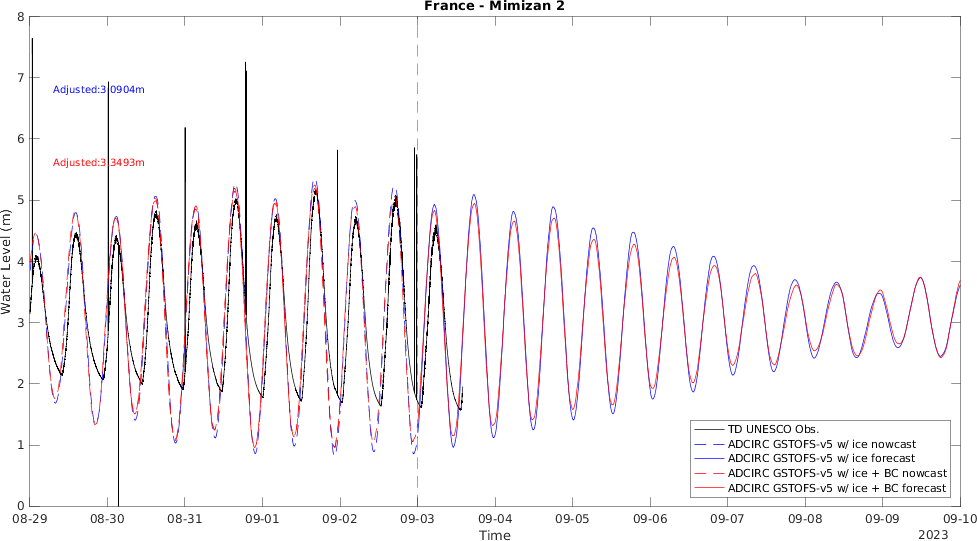 France - Mimizan 2
8
7
6
5
4
3
2
1
0
Water Level (m)
Adjusted:3.0904m
Adjusted:3.3493m
TD UNESCO Obs.
ADCIRC GSTOFS-v5 w/ ice nowcast
ADCIRC GSTOFS-v5 w/ ice forecast
ADCIRC GSTOFS-v5 w/ ice + BC nowcast
ADCIRC GSTOFS-v5 w/ ice + BC forecast
08-29 08-30 08-31 09-01 09-02 09-03 09-04 09-05 09-06 09-07 09-08 09-09 09-10
Time
2023